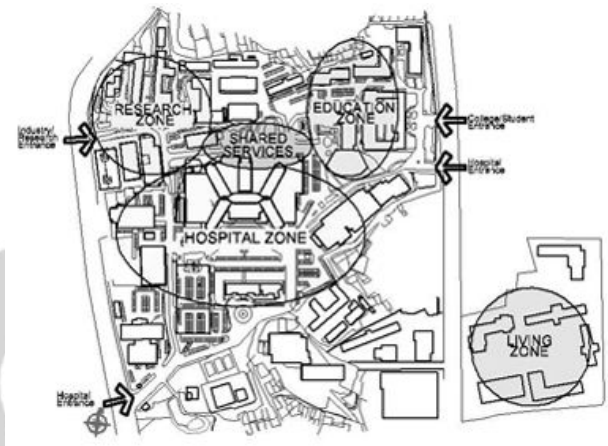 RESEARCH
ZONE
EDUCATION
ZONE
Industry/
Research
Entrance
SHARED
SERVICES
College/Student
Entrance
Hospital
Entrance
HOSPITAL ZONE
LIVING
ZONE
Hospital
Entrance